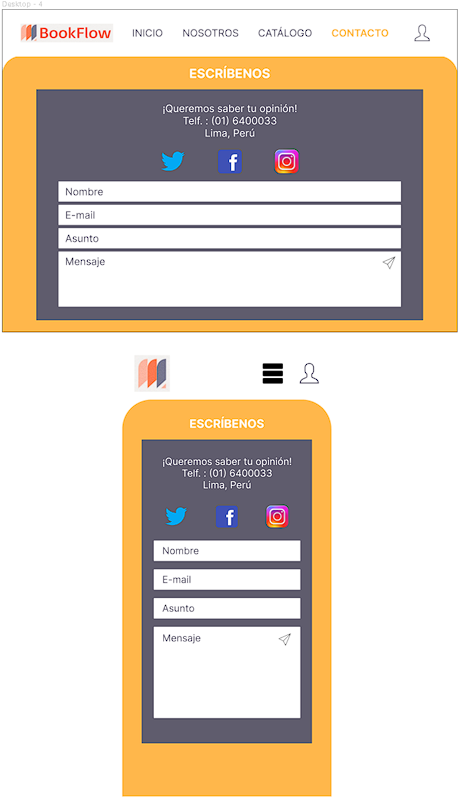 Desktop - 4
BookFlow INICIO NOSOTROS CATÁLOGO CONTACTO
ESCRÍBENOS
¡Queremos saber tu opinión!
Telf. : (01) 6400033
Lima, Perú
Nombre
E-mail
Asunto
Mensaje
ESCRÍBENOS
¡Queremos saber tu opinión!
Telf. : (01) 6400033
Lima, Perú
Nombre
E-mail
Asunto
Mensaje